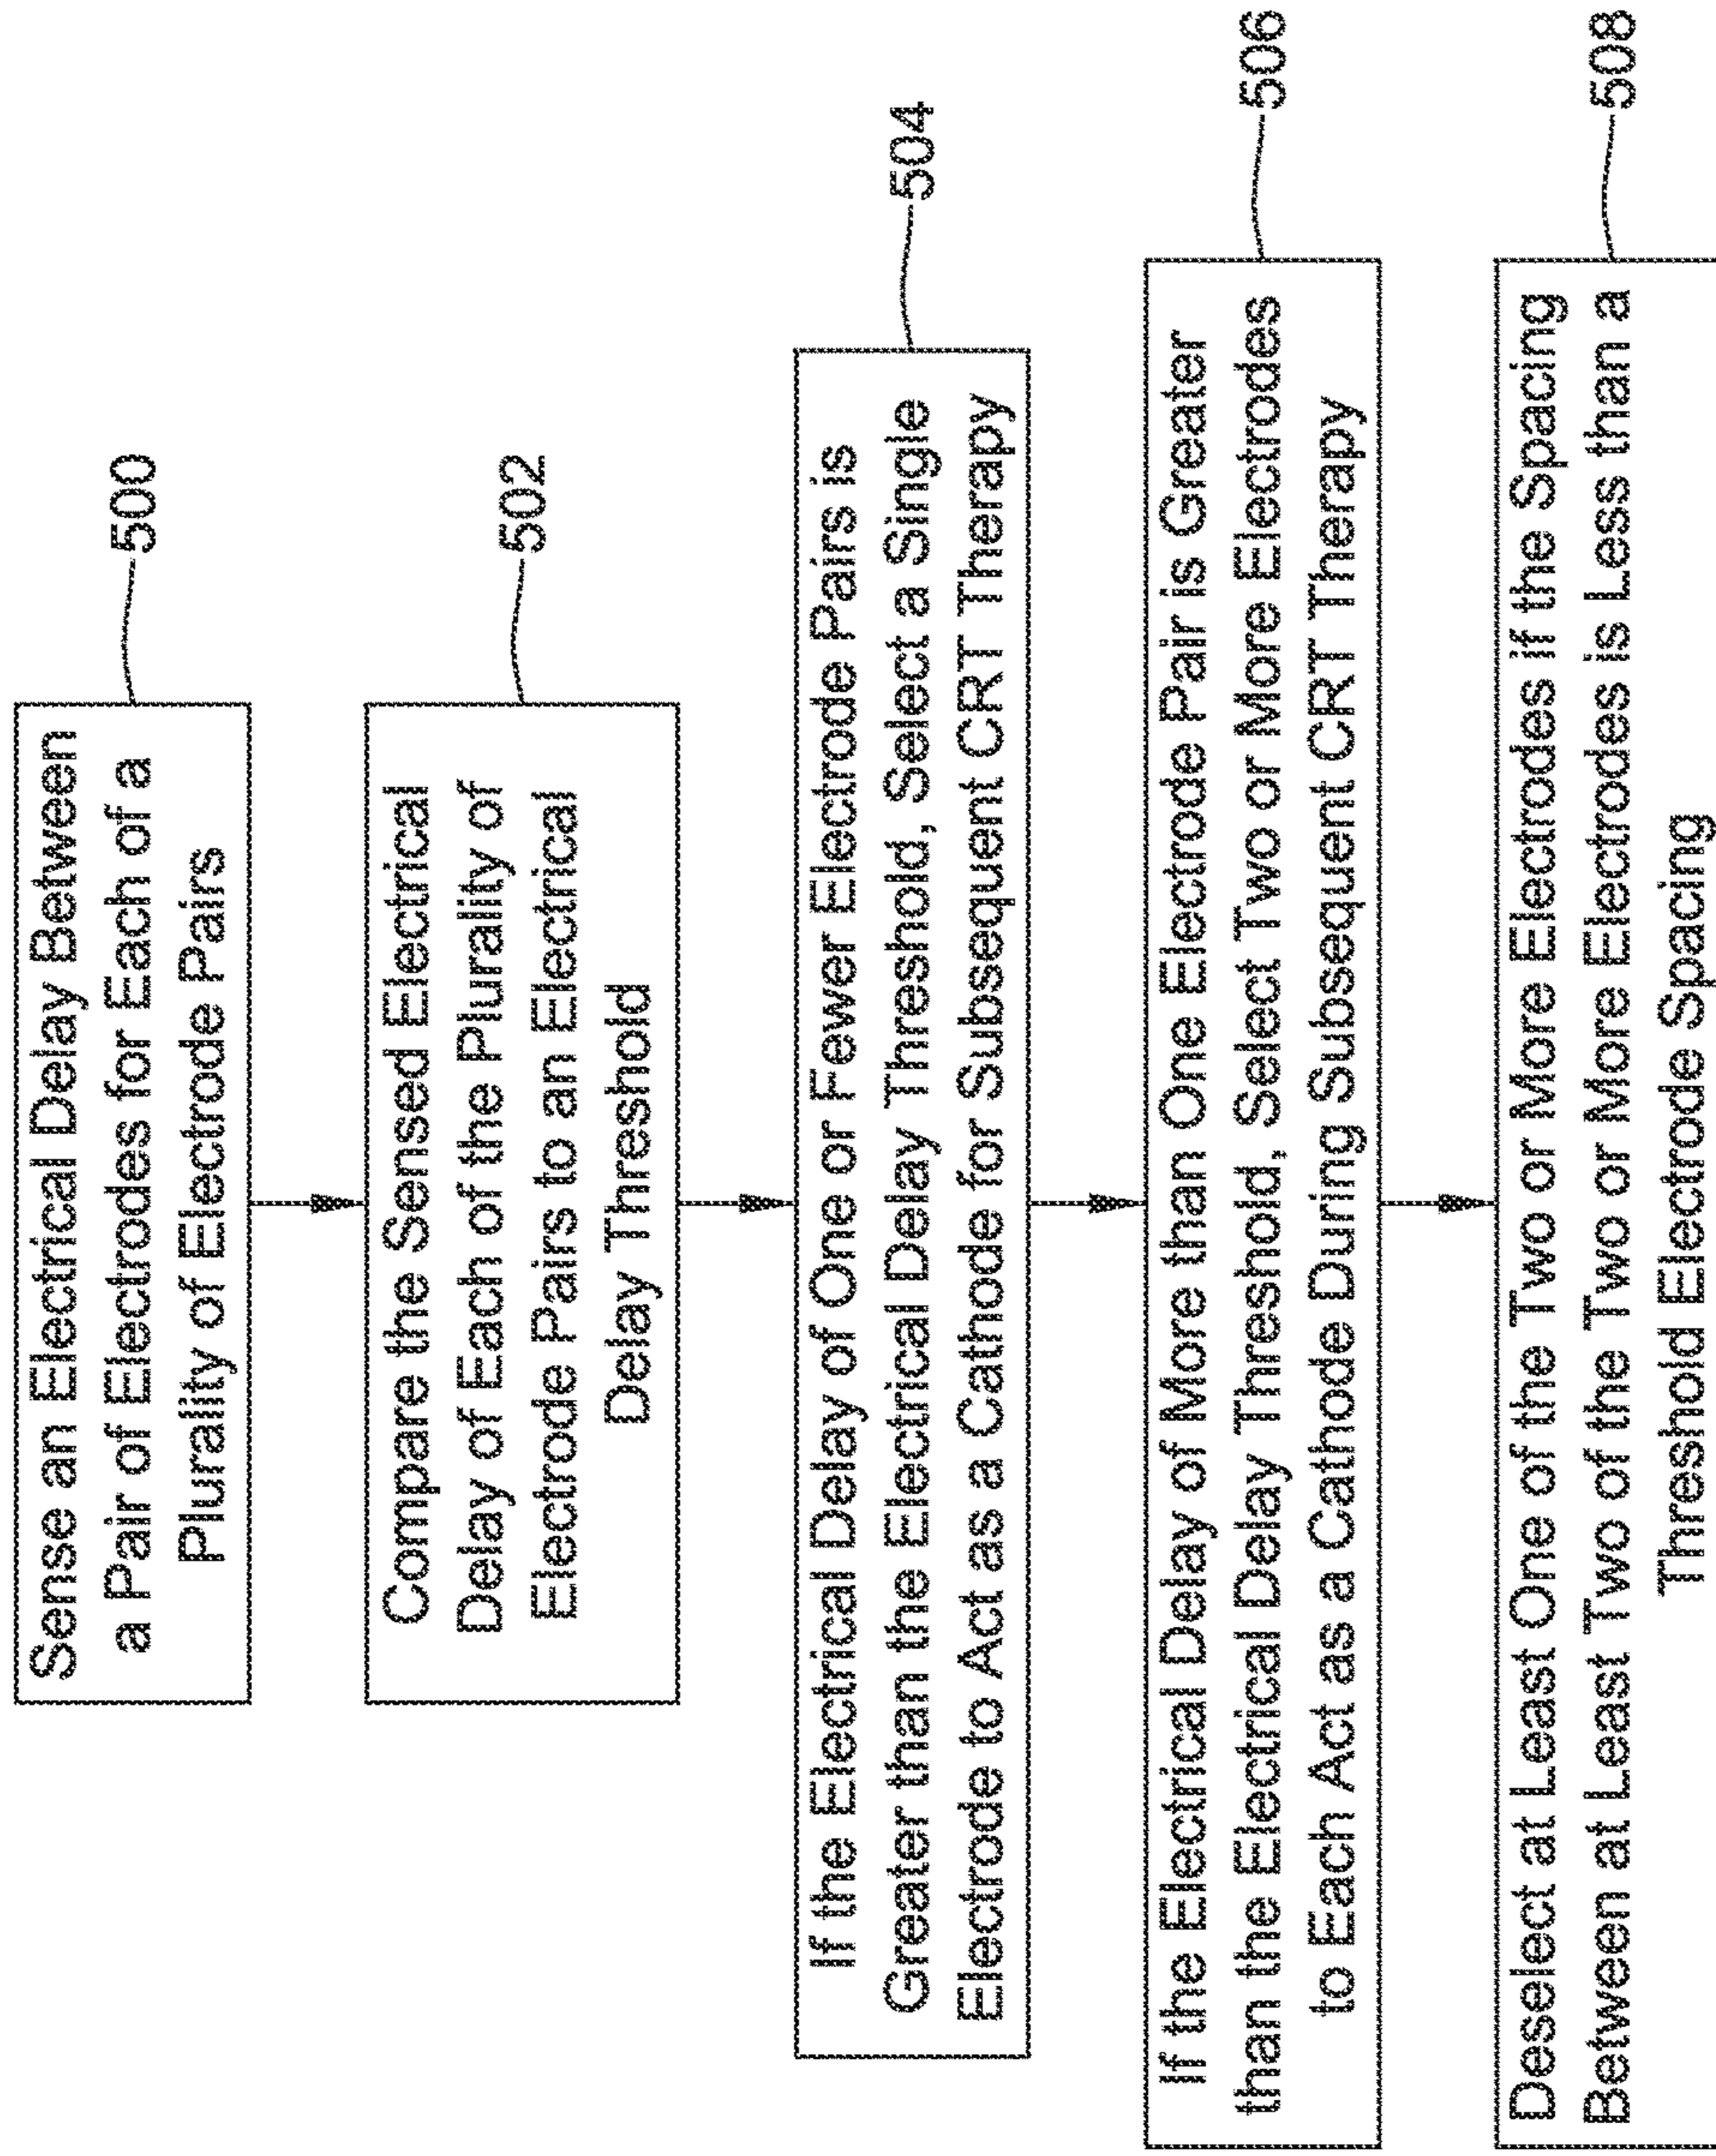 Sense an Electrical Delay Between
a Pair of Electrodes for Each of a
Plurality of Electrode Pairs
500
Compare the Sensed Electrical
Delay of Each of the Plurality of
Electrode Pairs to an Electrical
Delay Threshold
502
If the Electrical Delay of One or Fewer Electrode Pairs is
Greater than the Electrical Delay Threshold, Select a Single
Electrode to Act as a Cathode for Subsequent CRT Therapy
504
If the Electrical Delay of More than One Electrode Pair is Greater
than the Electrical Delay Threshold, Select Two or More Electrodes
to Each Act as a Cathode During Subsequent CRT Therapy
506
Deselect at Least One of the Two or More Electrodes if the Spacing
Between at Least Two of the Two or More Electrodes is Less than a
Threshold Electrode Spacing
508